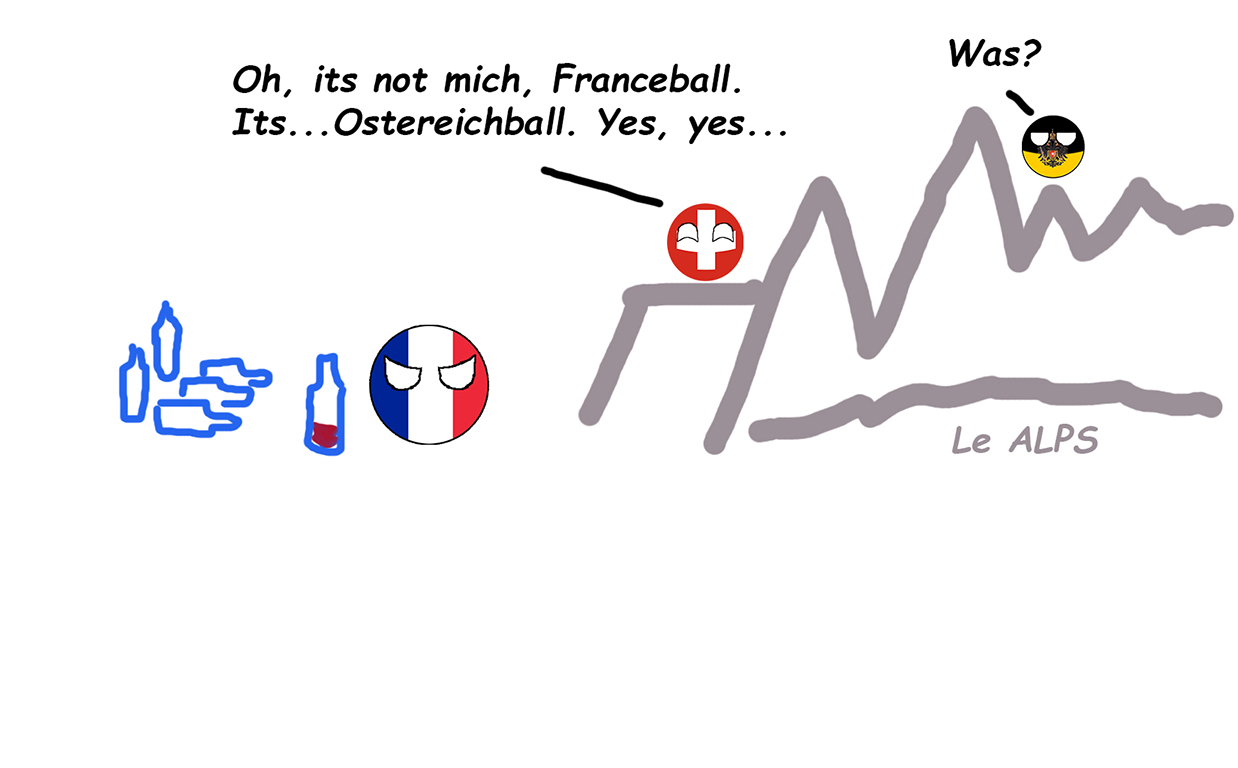 Oh, its not mich, Franceball.
Its...Ostereichball. Yes, yes...
Was?
Le ALPS